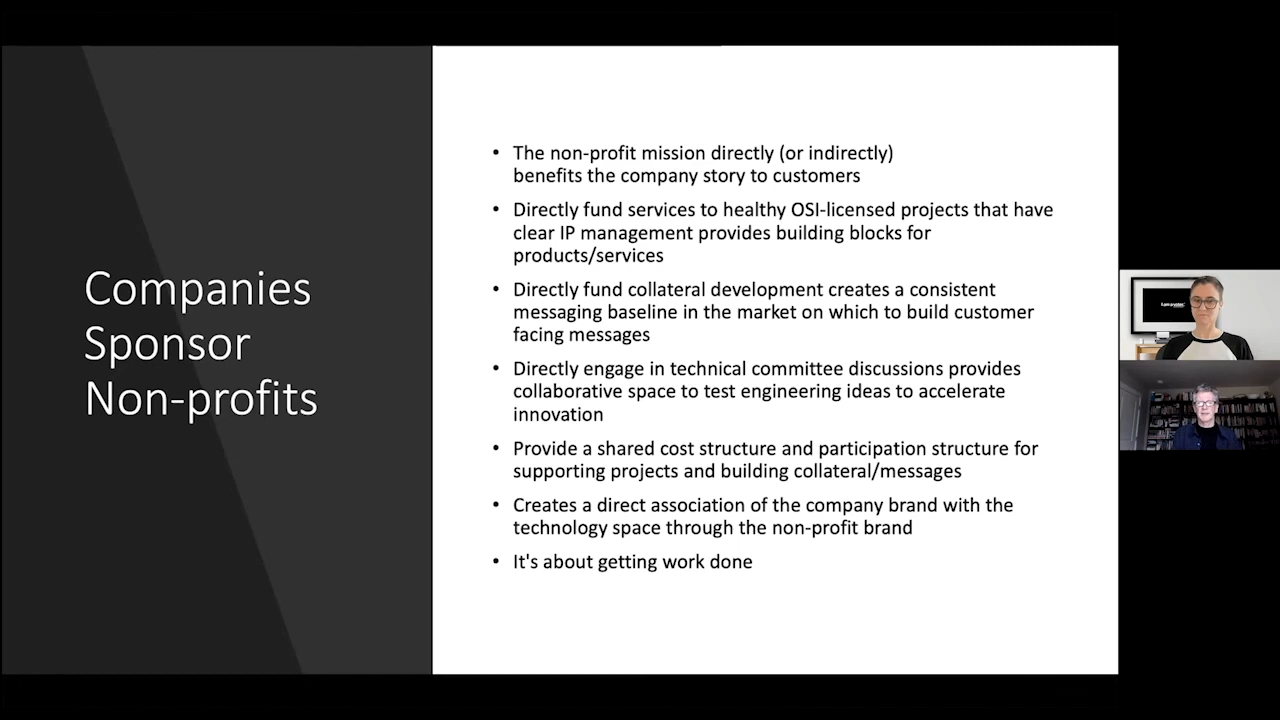 Companies
Sponsor
Non-profits
• The non-profit mission directly (or indirectly)
benefits the company story to customers
• Directly fund services to healthy OSI-licensed projects that have
clear IP management provides building blocks for
products/services
• Directly fund collateral development creates a consistent
messaging baseline in the market on which to build customer
facing messages
• Directly engage in technical committee discussions provides
collaborative space to test engineering ideas to accelerate
innovation
• Provide a shared cost structure and participation structure for
supporting projects and building collateral/messages
• Creates a direct association of the company brand with the
technology space through the non-profit brand
• It's about getting work done
I am a voter.